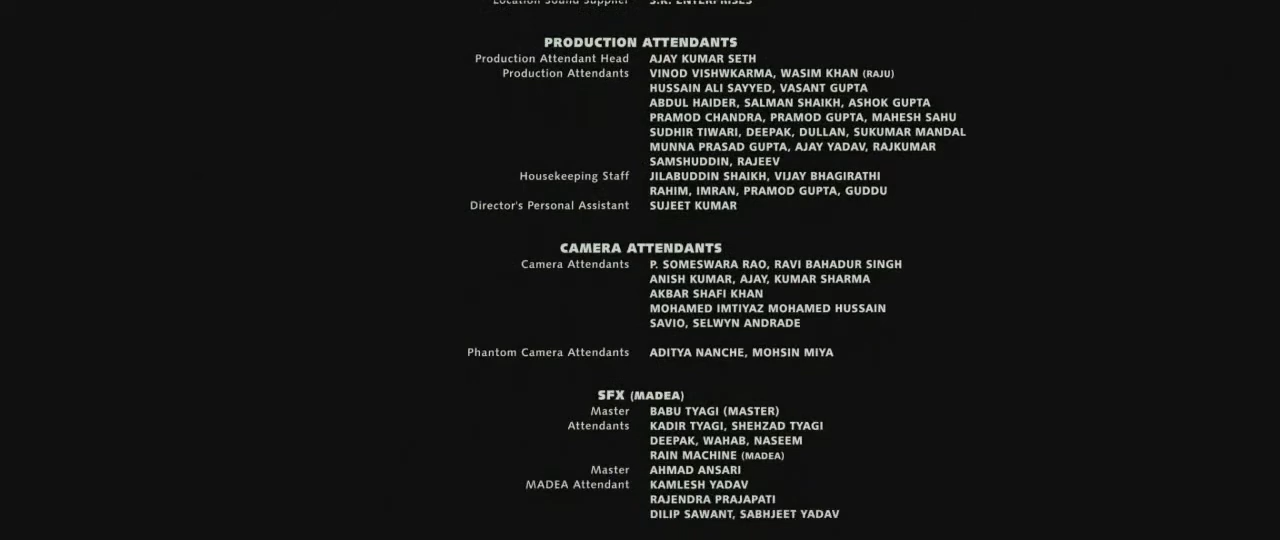 Location Sound Supplier S.R. ENTERPRISES
PRODUCTION ATTENDANTS
Production Attendant Head AJAY KUMAR SETH
Production Attendants VINOD VISHWKARMA, WASIM KHAN (RAJU)
HUSSAIN ALI SAYYED, VASANT GUPTA
ABDUL HAIDER, SALMAN SHAIKH, ASHOK GUPTA
PRAMOD CHANDRA, PRAMOD GUPTA, MAHESH SAHU
SUDHIR TIWARI, DEEPAK, DULLAN, SUKUMAR MANDAL
MUNNA PRASAD GUPTA, AJAY YADAV, RAJKUMAR
SAMSHUDDIN, RAJEEV
Housekeeping Staff JILABUDDIN SHAIKH, VIJAY BHAGIRATHI
RAHIM, IMRAN, PRAMOD GUPTA, GUDDU
Director's Personal Assistant SUJEET KUMAR
CAMERA ATTENDANTS
Camera Attendants P. SOMESWARA RAO, RAVI BAHADUR SINGH
ANISH KUMAR, AJAY, KUMAR SHARMA
AKBAR SHAFI KHAN
MOHAMED IMTIYAZ MOHAMED HUSSAIN
SAVIO, SELWYN ANDRADE
Phantom Camera Attendants ADITYA NANCHE, MOHSIN MIYA
SFX (MADEA)
Master BABU TYAGI (MASTER)
Attendants KADIR TYAGI, SHEHZAD TYAGI
DEEPAK, WAHAB, NASEEM
RAIN MACHINE (MADEA)
Master AHMAD ANSARI
MADEA Attendant KAMLESH YADAV
RAJENDRA PRAJAPATI
DILIP SAWANT, SABHJEET YADAV